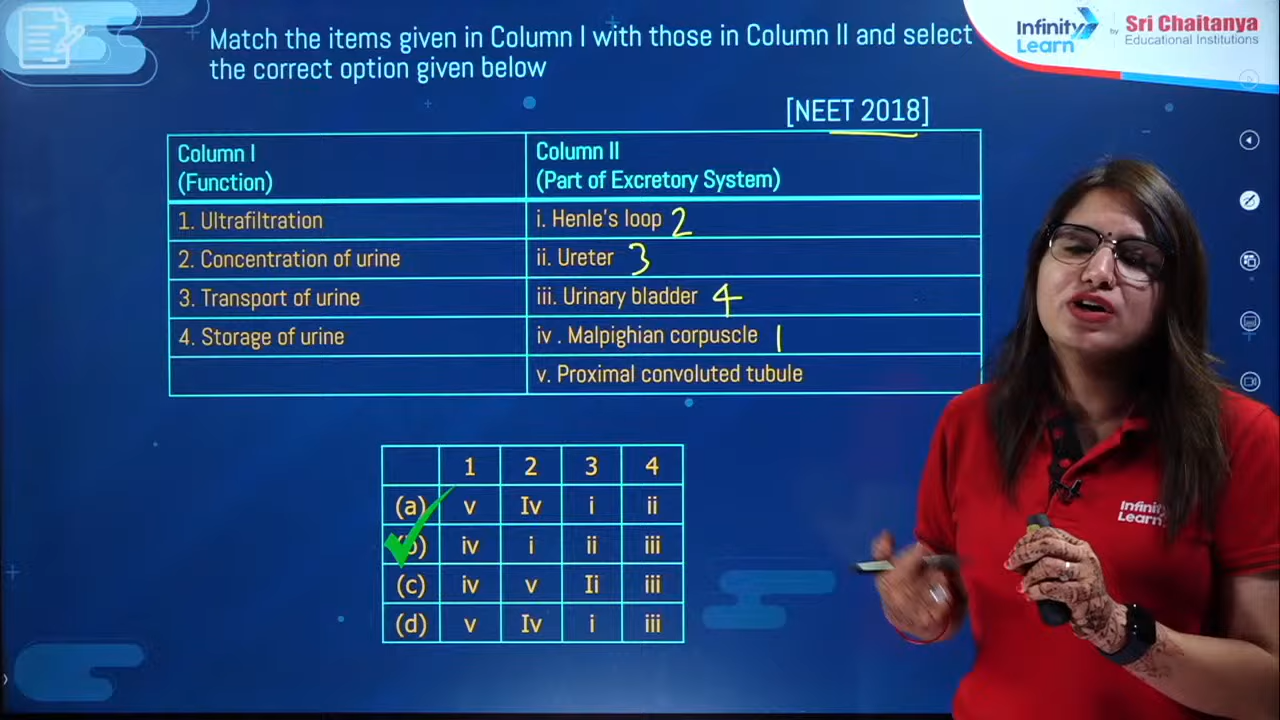 Match the items given in Column I with those in Column II and select
the correct option given below
Infinity
Learn
by
Sri Chaitanya
Educational Institutions
[NEET 2018]
Column I
(Function)
Column II
(Part of Excretory System)
1. Ultrafiltration
i. Henle's loop 2
2. Concentration of urine
ii. Ureter 3
3. Transport of urine
iii. Urinary bladder 4
4. Storage of urine
iv . Malpighian corpuscle 1
v. Proximal convoluted tubule
1 2 3 4
(a) v Iv i ii
(b) iv i ii iii
(c) iv v Ii iii
(d) v Iv i iii
Infinity
Learn